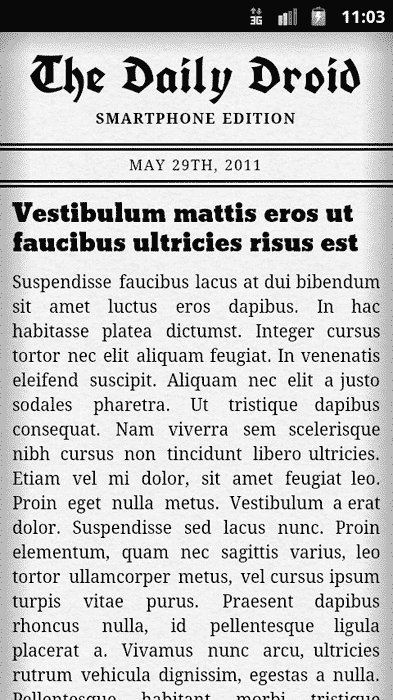 3G
11:03
The Daily Droid
SMARTPHONE EDITION
MAY 29TH, 2011
Vestibulum mattis eros ut
faucibus ultricies risus est
Suspendisse faucibus lacus at dui bibendum
sit amet luctus eros dapibus. In hac
habitasse platea dictumst. Integer cursus
tortor nec elit aliquam feugiat. In venenatis
eleifend suscipit. Aliquam nec elit a justo
sodales pharetra. Ut tristique dapibus
consequat. Nam viverra sem scelerisque
nibh cursus non tincidunt libero ultricies.
Etiam vel mi dolor, sit amet feugiat leo.
Proin eget nulla metus. Vestibulum a erat
dolor. Suspendisse sed lacus nunc. Proin
elementum, quam nec sagittis varius, leo
tortor ullamcorper metus, vel cursus ipsum
turpis vitae purus. Praesent dapibus
rhoncus nulla, id pellentesque ligula
placerat a. Vivamus nunc arcu, ultricies
rutrum vehicula dignissim, egestas a nulla.
Pellentesque habitant morbi tristique